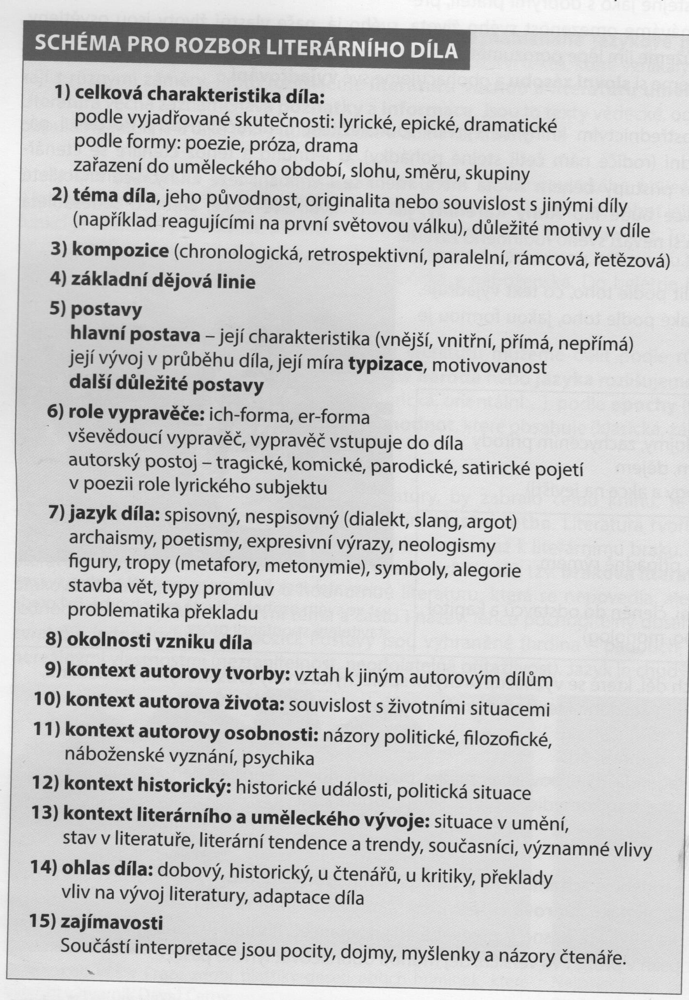 SCHÉMA PRO ROZBOR LITERÁRNÍHO DÍLA
1) celková charakteristika díla:
podle vyjadřované skutečnosti: lyrické, epické, dramatické
podle formy: poezie, próza, drama
zařazení do uměleckého období, slohu, směru, skupiny
2) téma díla, jeho původnost, originalita nebo souvislost s jinými díly
(například reagujícími na první světovou válku), důležité motivy v díle
3) kompozice (chronologická, retrospektivní, paralelní, rámcová, řetězová)
4) základní dějová linie
5) postavy
hlavní postava – její charakteristika (vnější, vnitřní, přímá, nepřímá)
její vývoj v průběhu díla, její míra typizace, motivovanost
další důležité postavy
6) role vypravěče: ich-forma, er-forma
vševědoucí vypravěč, vypravěč vstupuje do díla
autorský postoj – tragické, komické, parodické, satirické pojetí
v poezii role lyrického subjektu
7) jazyk díla: spisovný, nespisovný (dialekt, slang, argot)
archaismy, poetismy, expresivní výrazy, neologismy
figury, tropy (metafory, metonymie), symboly, alegorie
stavba vět, typy promluv
problematika překladu
8) okolnosti vzniku díla
9) kontext autorovy tvorby: vztah k jiným autorovým dílům
10) kontext autorova života: souvislost s životními situacemi
11) kontext autorovy osobnosti: názory politické, filozofické,
náboženské vyznání, psychika
12) kontext historický: historické události, politická situace
13) kontext literárního a uměleckého vývoje: situace v umění,
stav v literatuře, literární tendence a trendy, současníci, významné vlivy
14) ohlas díla: dobový, historický, u čtenářů, u kritiky, překlady
vliv na vývoj literatury, adaptace díla
15) zajímavosti
Součástí interpretace jsou pocity, dojmy, myšlenky a názory čtenáře.